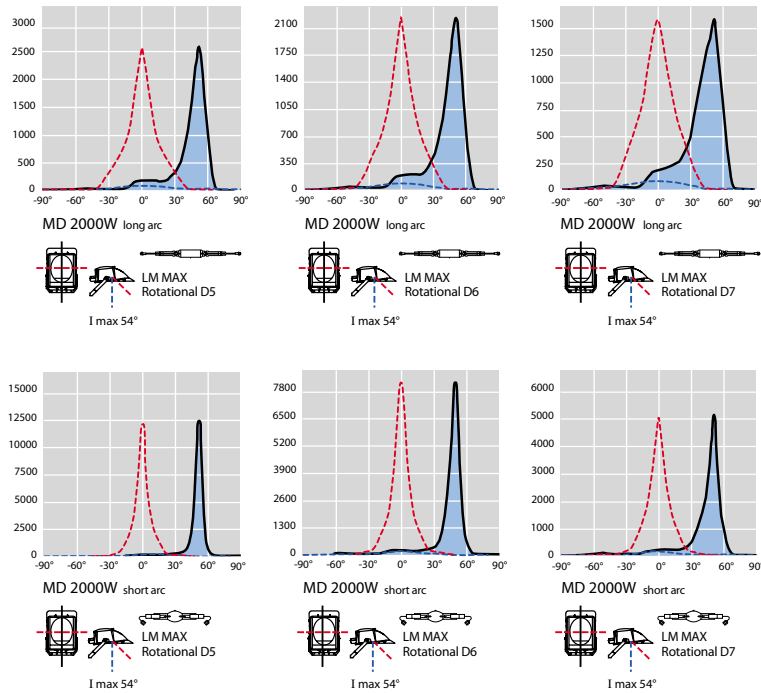 3000
2500
2000
1500
1000
500
0
-90° -60° -30° 0° 30° 60° 90°
MD 2000W long arc
LM MAX
Rotational D5
I max 54°
2100
1750
1400
1050
700
350
0
-90° -60° -30° 0° 30° 60° 90°
MD 2000W long arc
LM MAX
Rotational D6
I max 54°
1500
1250
1000
750
500
250
0
-90° -60° -30° 0° 30° 60° 90°
MD 2000W long arc
LM MAX
Rotational D7
I max 54°
15000
12500
10000
7500
5000
2500
0
-90° -60° -30° 0° 30° 60° 90°
MD 2000W short arc
LM MAX
Rotational D5
I max 54°
7800
6500
5200
3900
2600
1300
0
-90° -60° -30° 0° 30° 60° 90°
MD 2000W short arc
LM MAX
Rotational D6
I max 54°
6000
5000
4000
3000
2000
1000
0
-90° -60° -30° 0° 30° 60° 90°
MD 2000W short arc
LM MAX
Rotational D7
I max 54°